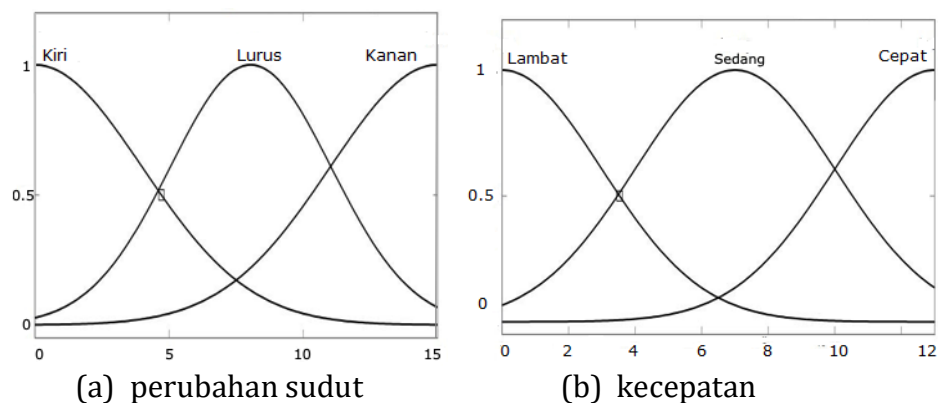 Kiri Lurus Kanan
1
0.5
0
0 5 10 15
(a) perubahan sudut
Lambat Sedang Cepat
1
0.5
0
0 2 4 6 8 10 12
(b) kecepatan